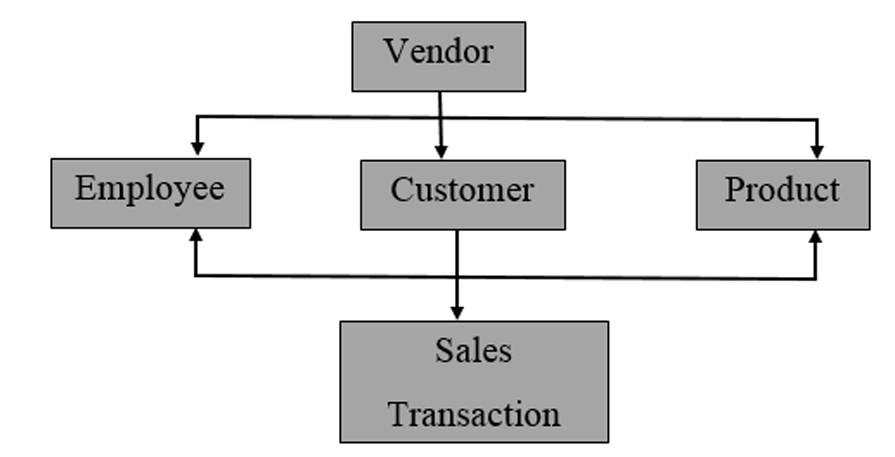 Vendor
Employee
Customer
Product
Sales
Transaction